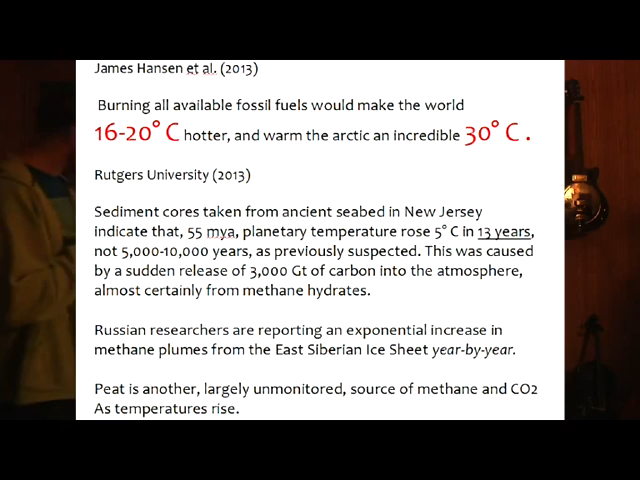 James Hansen et al. (2013)
Burning all available fossil fuels would make the world
16-20° C hotter, and warm the arctic an incredible 30° C .
Rutgers University (2013)
Sediment cores taken from ancient seabed in New Jersey
indicate that, 55 mya, planetary temperature rose 5° C in 13 years,
not 5,000-10,000 years, as previously suspected. This was caused
by a sudden release of 3,000 Gt of carbon into the atmosphere,
almost certainly from methane hydrates.
Russian researchers are reporting an exponential increase in
methane plumes from the East Siberian Ice Sheet year-by-year.
Peat is another, largely unmonitored, source of methane and CO2
As temperatures rise.